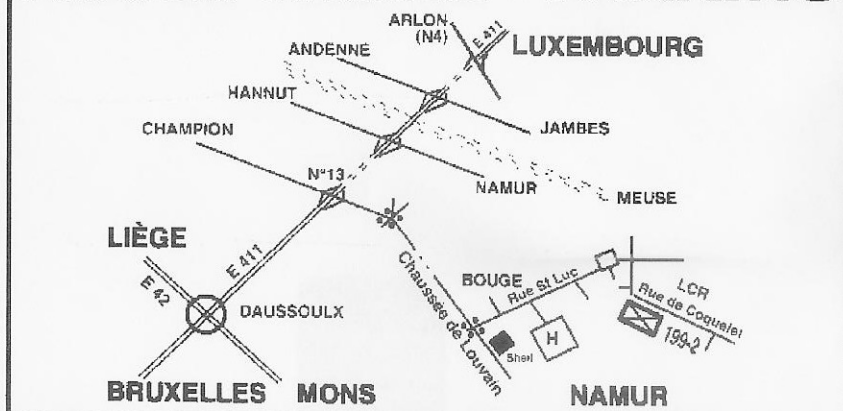 ARLON
(N4)
E 411
LUXEMBOURG
ANDENNE
HANNUT
JAMBES
CHAMPION
N°13
NAMUR
MEUSE
LIÈGE
E 42
E 411
DAUSSOULX
BOUGE
Rue St Luc
LCR
Rue de Coquelet
Chaussée de Louvain
Shell
H
199-2
BRUXELLES
MONS
NAMUR